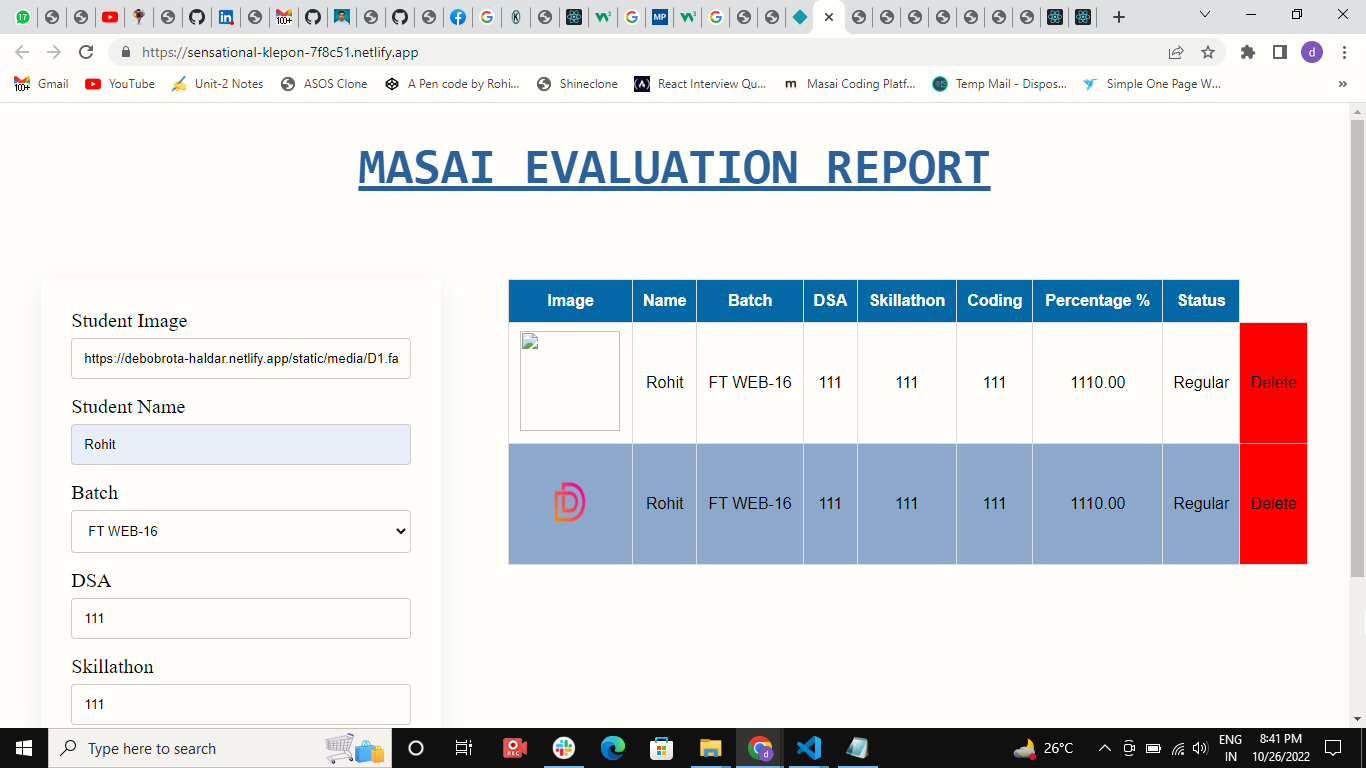 https://sensational-klepon-7f8c51.netlify.app
d
100+ Gmail
YouTube
Unit-2 Notes
ASOS Clone
A Pen code by Rohi...
Shineclone
React Interview Qu...
m Masai Coding Platf...
Temp Mail - Dispos...
Simple One Page W...
»
MASAI EVALUATION REPORT
Student Image
https://debobrota-haldar.netlify.app/static/media/D1.fa
Student Name
Rohit
Batch
FT WEB-16
DSA
111
Skillathon
111
Image Name Batch DSA Skillathon Coding Percentage % Status
Rohit FT WEB-16 111 111 111 1110.00 Regular Delete
D Rohit FT WEB-16 111 111 111 1110.00 Regular Delete
Type here to search
REC
d
26°C
ENG
IN
8:41 PM
10/26/2022